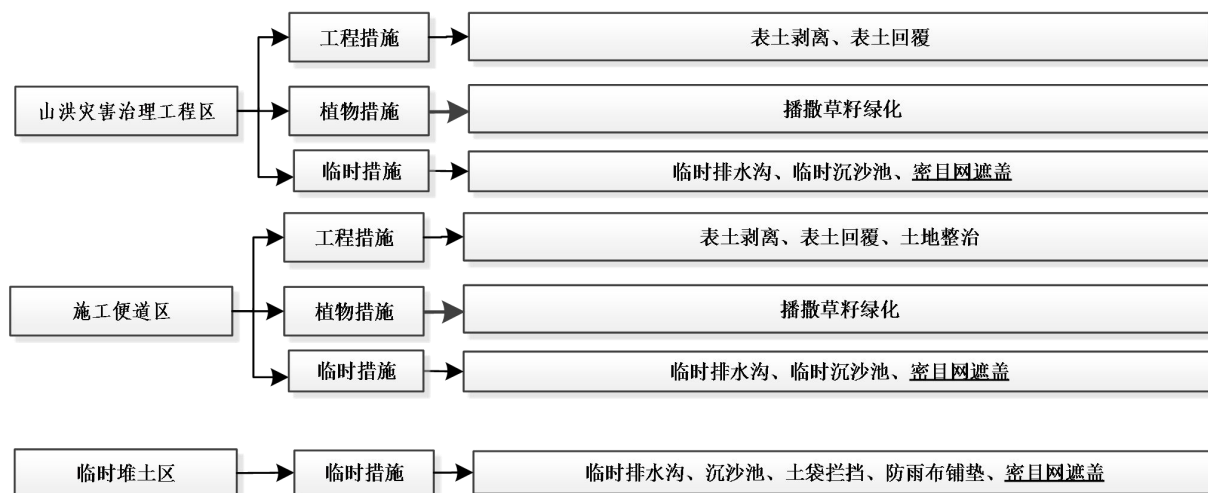 工程措施
表土剥离、表土回覆
山洪灾害治理工程区
植物措施
播撒草籽绿化
临时措施
临时排水沟、临时沉沙池、密目网遮盖
工程措施
表土剥离、表土回覆、土地整治
施工便道区
植物措施
播撒草籽绿化
临时措施
临时排水沟、临时沉沙池、密目网遮盖
临时堆土区
临时措施
临时排水沟、沉沙池、土袋拦挡、防雨布铺垫、密目网遮盖